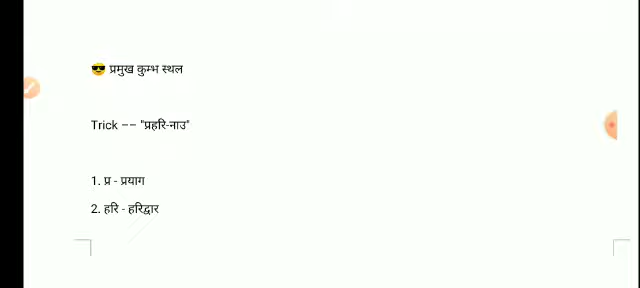 😎 प्रमुख कुम्भ स्थल
Trick –– "प्रहरि-नाउ"
1. प्र - प्रयाग
2. हरि - हरिद्वार